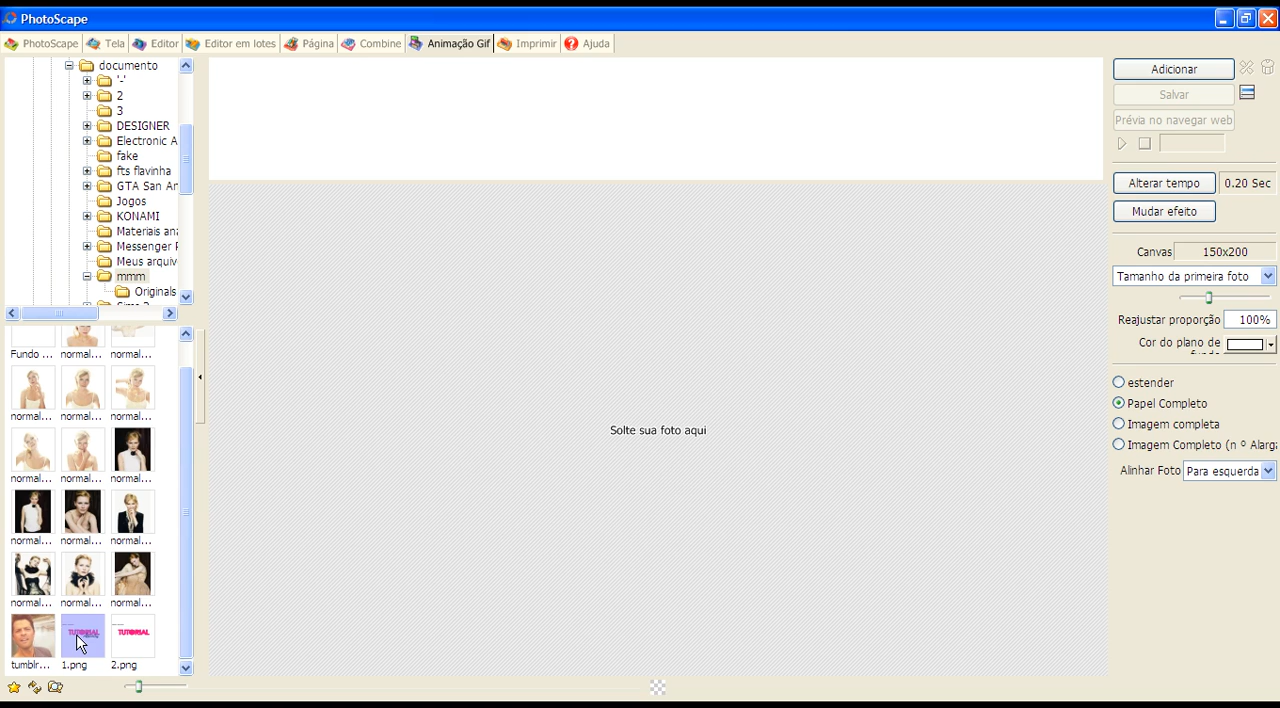 PhotoScape
PhotoScape Tela Editor Editor em lotes Página Combine Animação Gif Imprimir Ajuda
documento
'-'
2
3
DESIGNER
Electronic A
fake
fts flavinha
GTA San An
Jogos
KONAMI
Materiais ana
Messenger
Meus arquiv
mmm
Originals
Fundo ... normal... normal...
normal... normal... normal...
normal... normal... normal...
normal... normal... normal...
normal... normal... normal...
TUTORIAL TUTORIAL
tumblr... 1.png 2.png
Solte sua foto aqui
Adicionar
Salvar
Prévia no navegar web
Alterar tempo 0.20 Sec
Mudar efeito
Canvas 150x200
Tamanho da primeira foto
Reajustar proporção 100%
Cor do plano de
estender
Papel Completo
Imagem completa
Imagem Completo (n º Alarga
Alinhar Foto Para esquerda